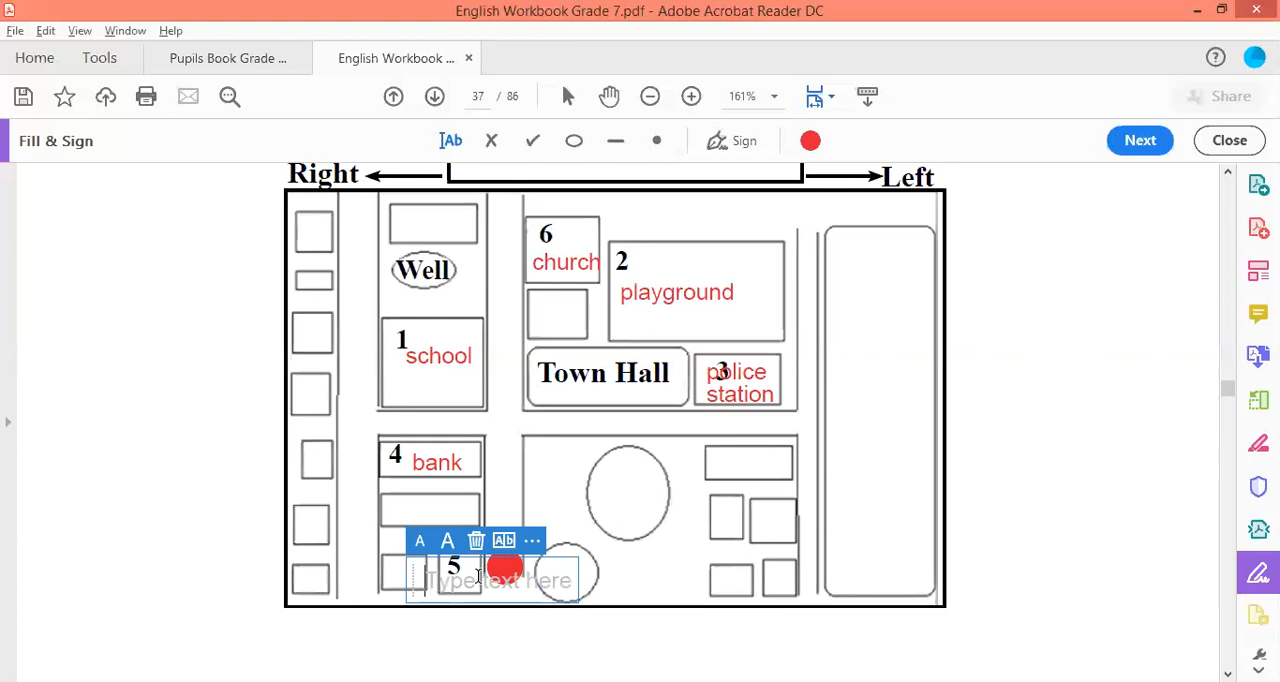 English Workbook Grade 7.pdf - Adobe Acrobat Reader DC
File Edit View Window Help
Home Tools Pupils Book Grade ... English Workbook ... ×
37 / 86 161% Share
Fill & Sign Ab Sign Next Close
Right Left
6
church
2
playground
Well
1
school
Town Hall
3
police
station
4
bank
A A Ab ...
5
Type text here